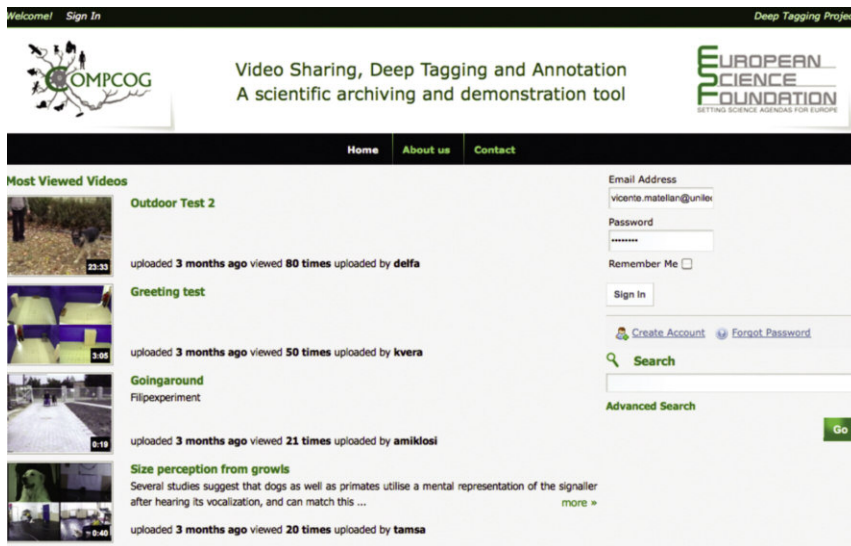 Welcome! Sign In
Deep Tagging Projec
COMPCOG
Video Sharing, Deep Tagging and Annotation
A scientific archiving and demonstration tool
EUROPEAN
SCIENCE
FOUNDATION
SETTING SCIENCE AGENDAS FOR EUROPE
Home About us Contact
Most Viewed Videos
Outdoor Test 2
23:33
uploaded 3 months ago viewed 80 times uploaded by delfa
Greeting test
3:05
uploaded 3 months ago viewed 50 times uploaded by kvera
Goingaround
Filipexperiment
0:19
uploaded 3 months ago viewed 21 times uploaded by amiklosi
Size perception from growls
Several studies suggest that dogs as well as primates utilise a mental representation of the signaller
after hearing its vocalization, and can match this ... more »
0:40
uploaded 3 months ago viewed 20 times uploaded by tamsa
Email Address
vicente.matellan@unileo
Password
••••••••
Remember Me
Sign In
Create Account Forgot Password
Search
Advanced Search
Go